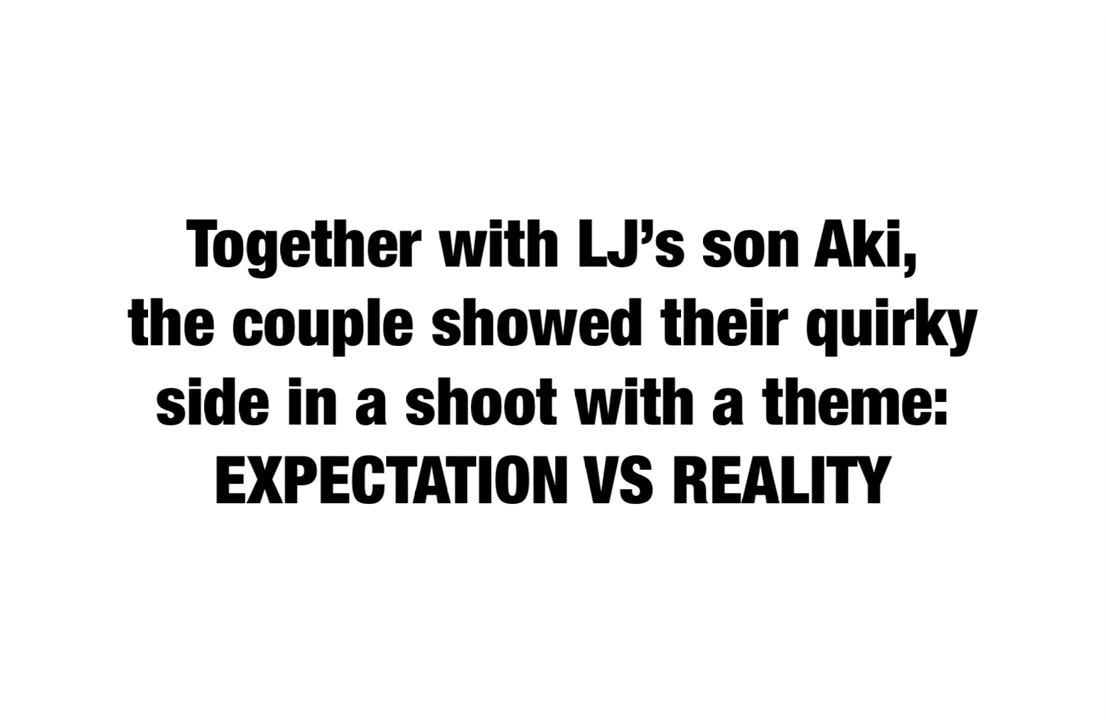 Together with LJ’s son Aki,
the couple showed their quirky
side in a shoot with a theme:
EXPECTATION VS REALITY